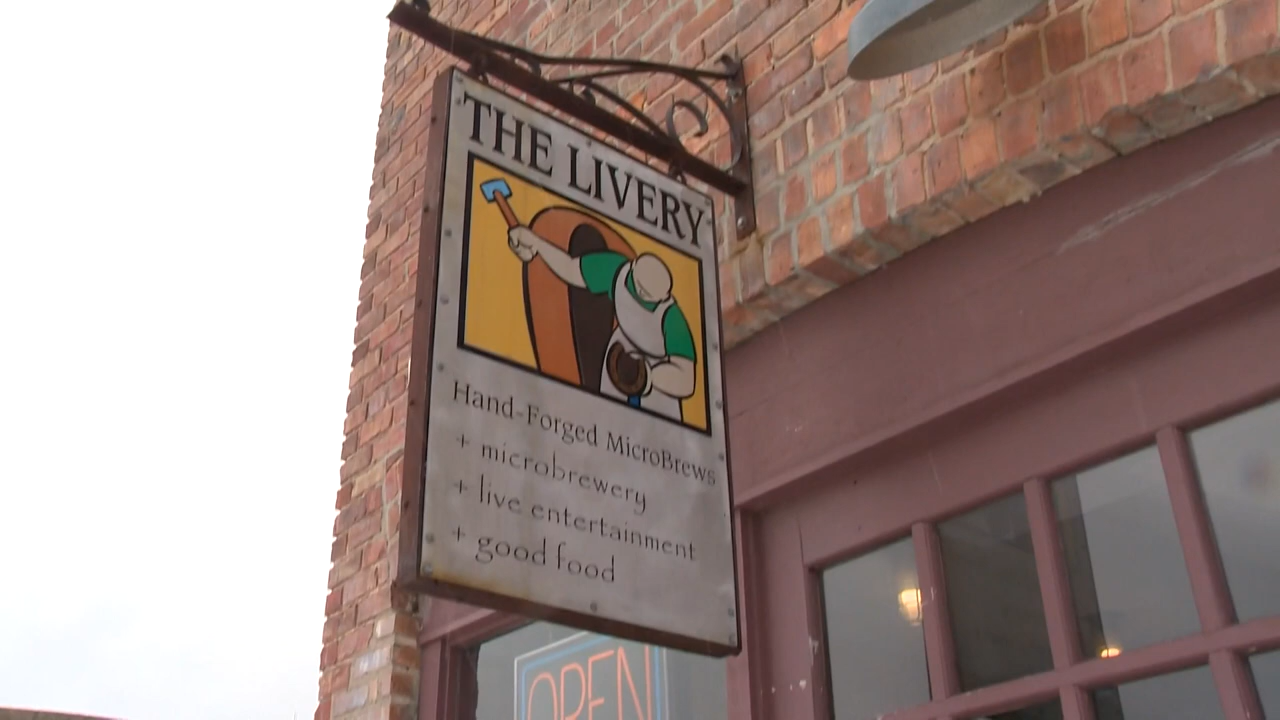 THE LIVERY
Hand-Forged MicroBrews
+ microbrewery
+ live entertainment
+ good food
OPEN